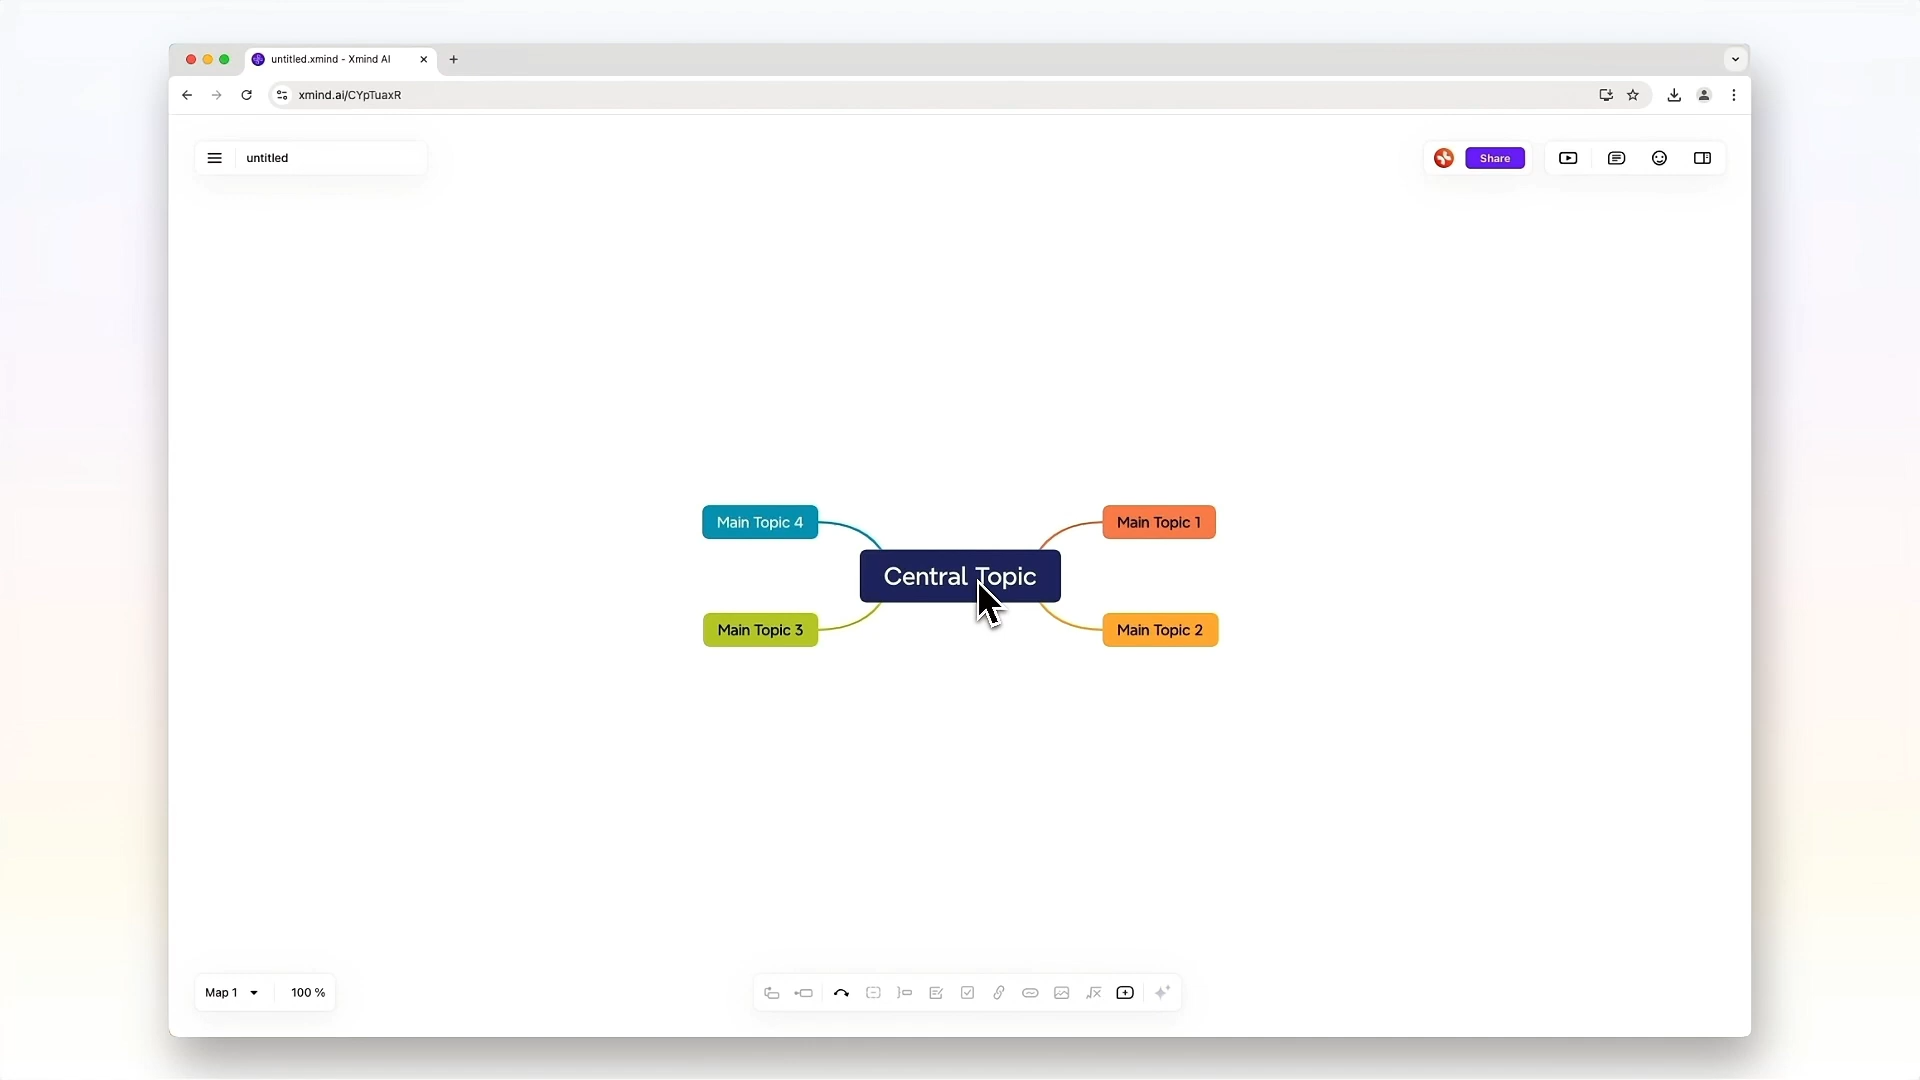 untitled.xmind - Xmind AI
xmind.ai/CYpTuaxR
untitled
Share
Main Topic 4
Main Topic 1
Central Topic
Main Topic 3
Main Topic 2
Map 1
100 %